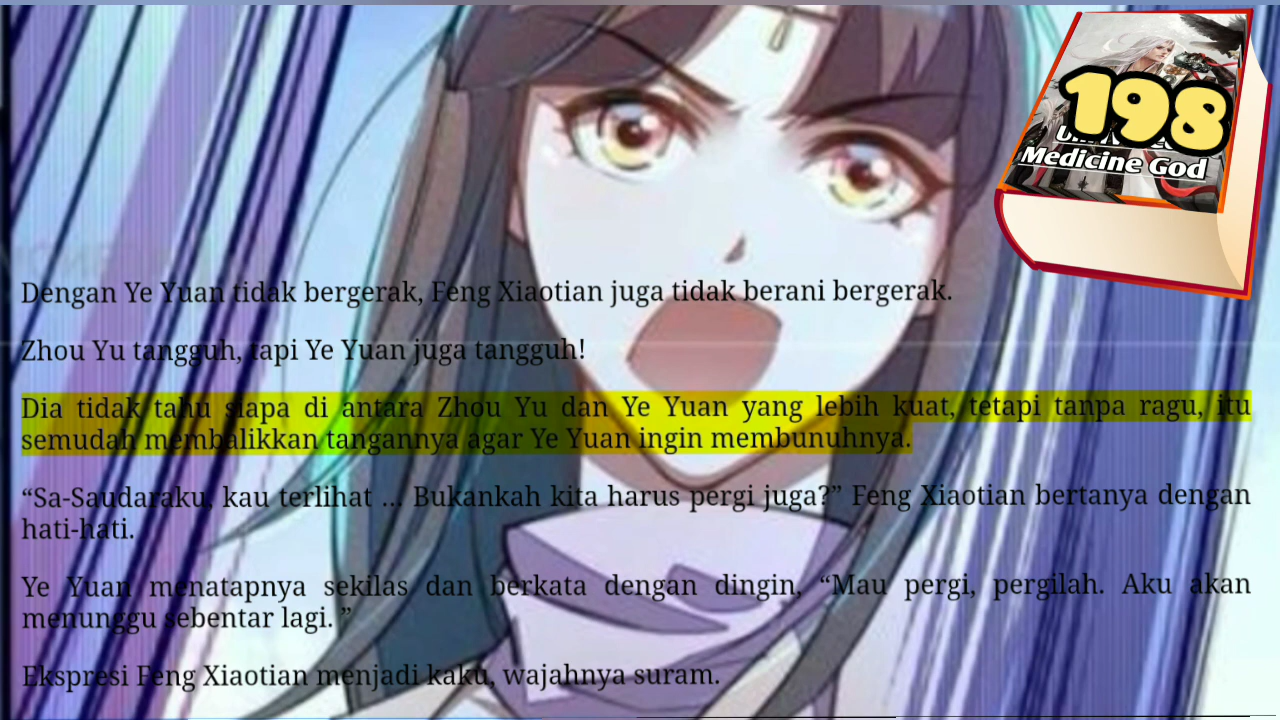 198
Medicine God
Dengan Ye Yuan tidak bergerak, Feng Xiaotian juga tidak berani bergerak.
Zhou Yu tangguh, tapi Ye Yuan juga tangguh!
Dia tidak tahu siapa di antara Zhou Yu dan Ye Yuan yang lebih kuat, tetapi tanpa ragu, itu
semudah membalikkan tangannya agar Ye Yuan ingin membunuhnya.
“Sa-Saudaraku, kau terlihat ... Bukankah kita harus pergi juga?” Feng Xiaotian bertanya dengan
hati-hati.
Ye Yuan menatapnya sekilas dan berkata dengan dingin, “Mau pergi, pergilah. Aku akan
menunggu sebentar lagi. ”
Ekspresi Feng Xiaotian menjadi kaku, wajahnya suram.